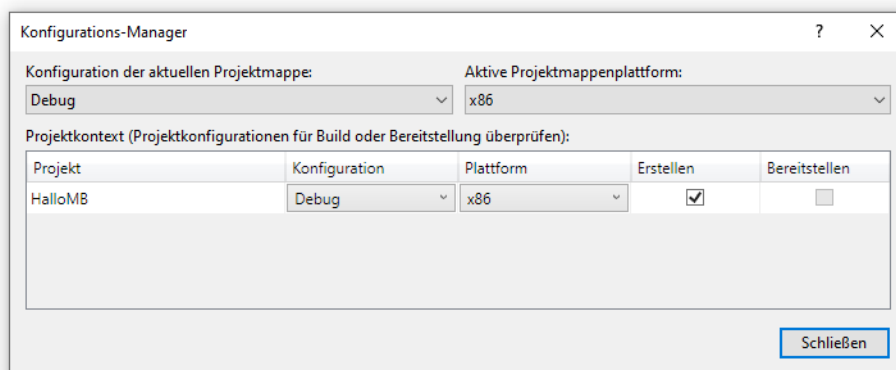 Konfigurations-Manager
Konfiguration der aktuellen Projektmappe: Aktive Projektmappenplattform:
Debug x86
Projektkontext (Projektkonfigurationen für Build oder Bereitstellung überprüfen):
Projekt Konfiguration Plattform Erstellen Bereitstellen
HalloMB Debug x86
Schließen